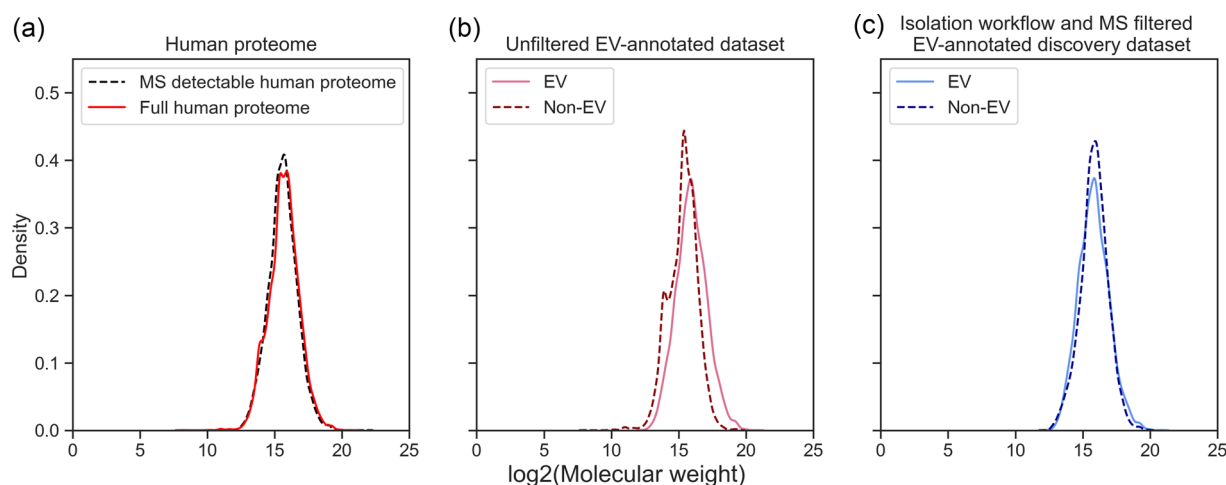 (a)
Human proteome
MS detectable human proteome
Full human proteome
Density
0.5
0.4
0.3
0.2
0.1
0.0
0 5 10 15 20 25
(b)
Unfiltered EV-annotated dataset
EV
Non-EV
0 5 10 15 20 25
log2(Molecular weight)
(c)
Isolation workflow and MS filtered
EV-annotated discovery dataset
EV
Non-EV
0 5 10 15 20 25